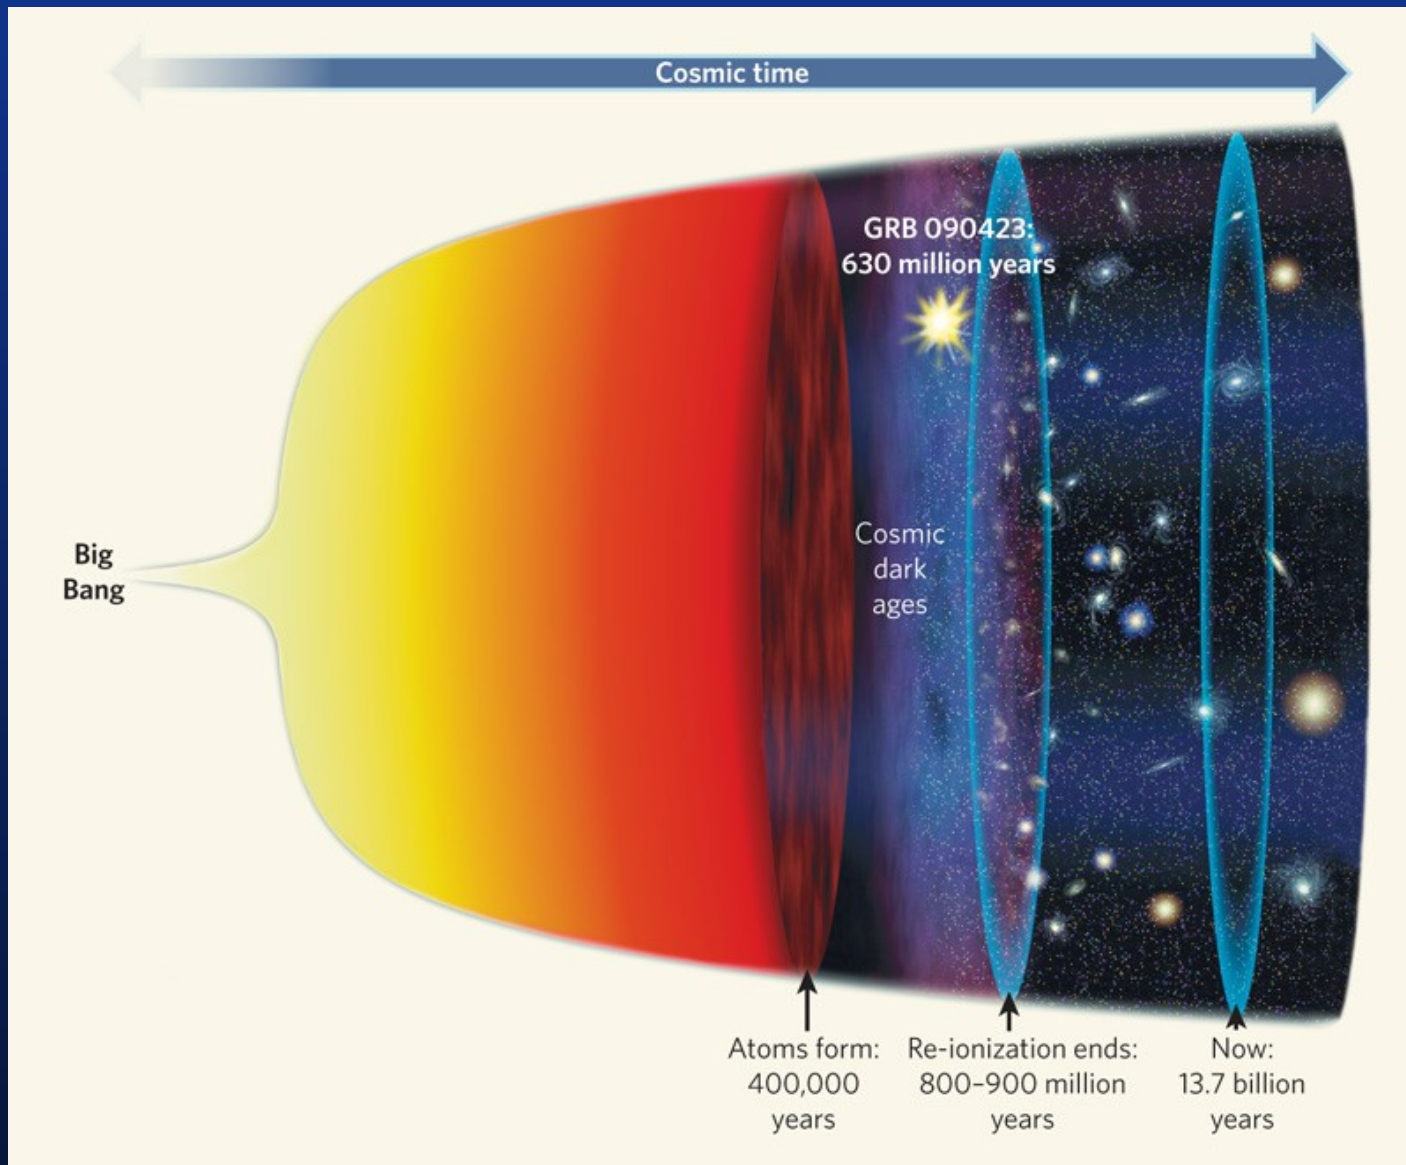 Cosmic time
GRB 090423:
630 million years
Big
Bang
Cosmic
dark
ages
Atoms form:
400,000
years
Re-ionization ends:
800–900 million
years
Now:
13.7 billion
years